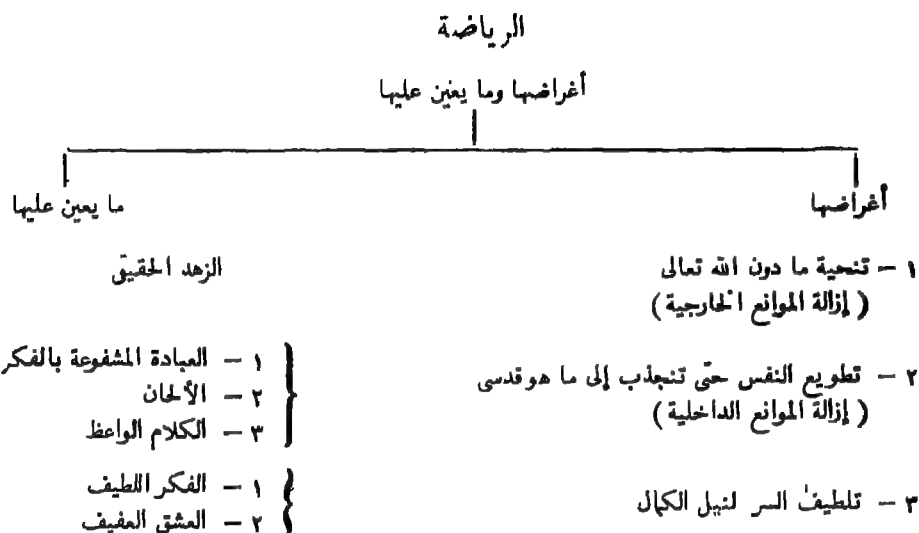 الرياضة
أغراضها وما يعين عليها
أغراضها
ما يعين عليها
١ – تنحية ما دون الله تعالى
( إزالة الموانع الخارجية )
الزهد الحقيقى
٢ – تطويع النفس حتى تنجذب إلى ما هو قدسى
( إزالة الموانع الداخلية )
١ – العبادة المشفوعة بالفكر
٢ – الألحان
٣ – الكلام الواعظ
٣ – تلطيف السر لنيل الكمال
١ – الفكر اللطيف
٢ – العشق العفيف